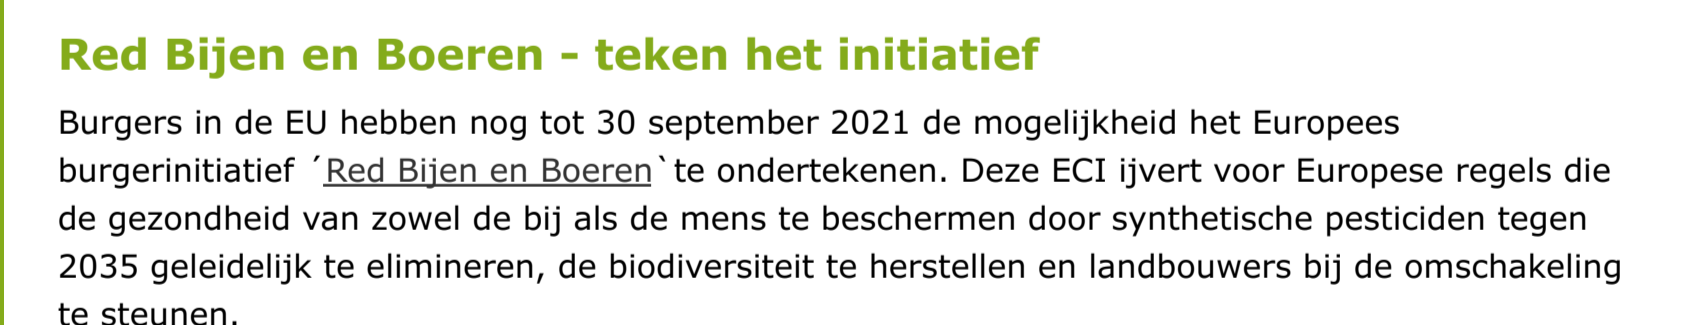 Red Bijen en Boeren - teken het initiatief
Burgers in de EU hebben nog tot 30 september 2021 de mogelijkheid het Europees
burgerinitiatief ´Red Bijen en Boeren` te ondertekenen. Deze ECI ijvert voor Europese regels die
de gezondheid van zowel de bij als de mens te beschermen door synthetische pesticiden tegen
2035 geleidelijk te elimineren, de biodiversiteit te herstellen en landbouwers bij de omschakeling
te steunen.